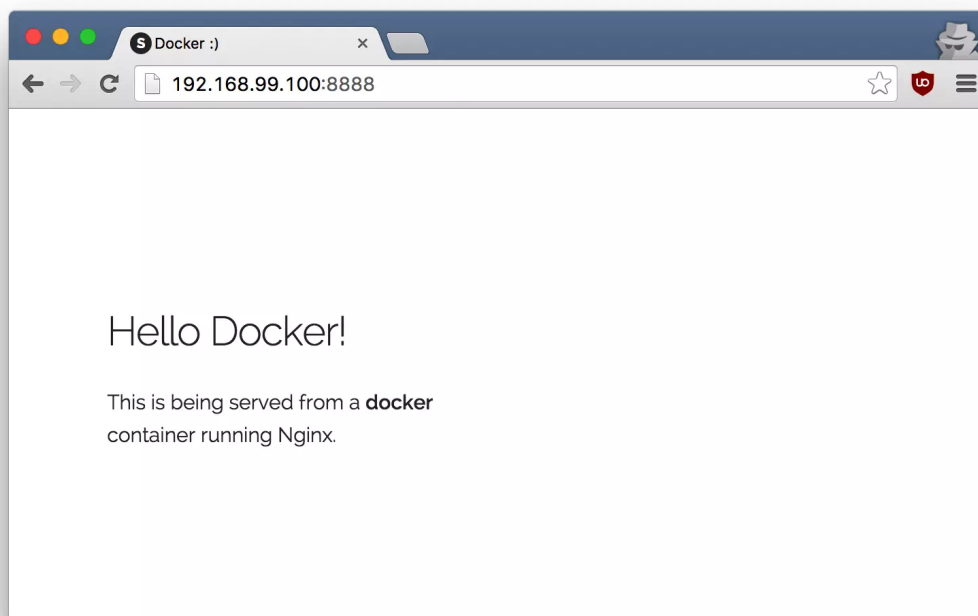 S Docker :)
192.168.99.100:8888
Hello Docker!
This is being served from a docker
container running Nginx.